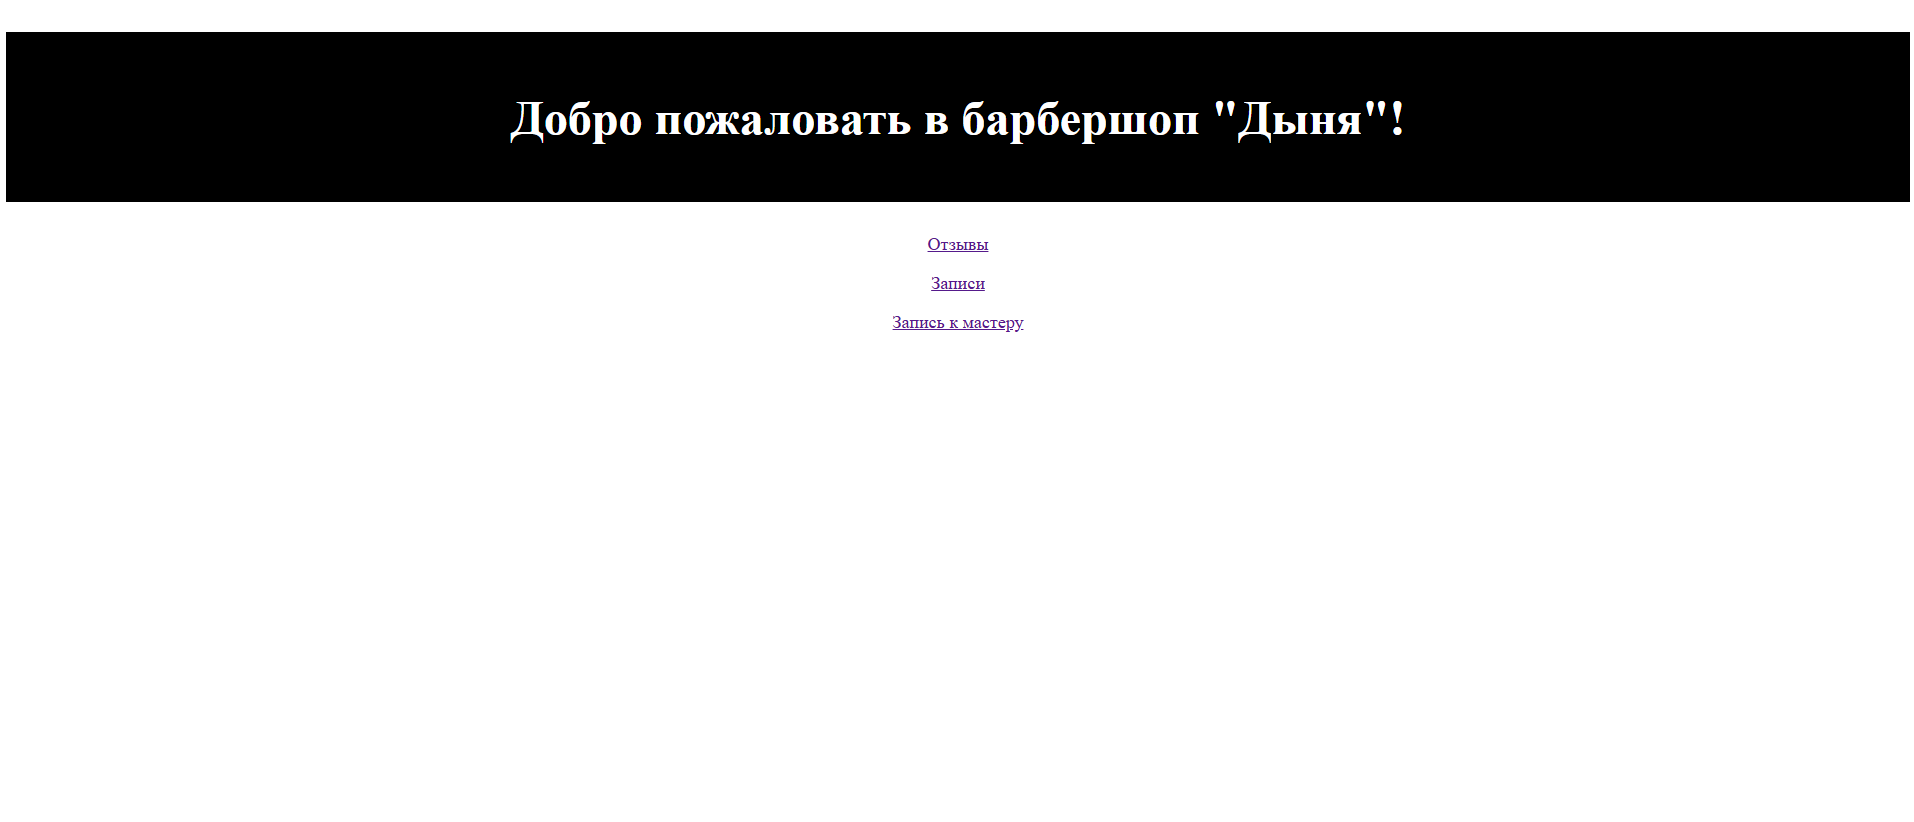 Добро пожаловать в барбершоп "Дыня"!
Отзывы
Записи
Запись к мастеру